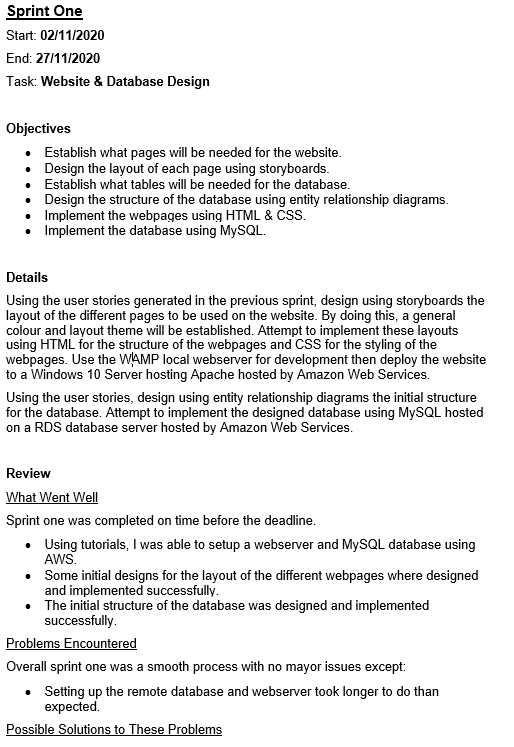 Sprint One
Start: 02/11/2020
End: 27/11/2020
Task: Website & Database Design
Objectives
• Establish what pages will be needed for the website.
• Design the layout of each page using storyboards.
• Establish what tables will be needed for the database.
• Design the structure of the database using entity relationship diagrams.
• Implement the webpages using HTML & CSS.
• Implement the database using MySQL.
Details
Using the user stories generated in the previous sprint, design using storyboards the
layout of the different pages to be used on the website. By doing this, a general
colour and layout theme will be established. Attempt to implement these layouts
using HTML for the structure of the webpages and CSS for the styling of the
webpages. Use the WAMP local webserver for development then deploy the website
to a Windows 10 Server hosting Apache hosted by Amazon Web Services.
Using the user stories, design using entity relationship diagrams the initial structure
for the database. Attempt to implement the designed database using MySQL hosted
on a RDS database server hosted by Amazon Web Services.
Review
What Went Well
Sprint one was completed on time before the deadline.
• Using tutorials, I was able to setup a webserver and MySQL database using
AWS.
• Some initial designs for the layout of the different webpages where designed
and implemented successfully.
• The initial structure of the database was designed and implemented
successfully.
Problems Encountered
Overall sprint one was a smooth process with no mayor issues except:
• Setting up the remote database and webserver took longer to do than
expected.
Possible Solutions to These Problems